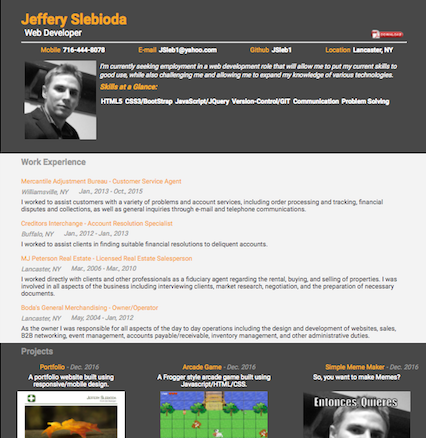 Jeffery Slebioda
Web Developer
DOWNLOAD
Mobile 716-444-8078 E-mail JSleb1@yahoo.com Github JSleb1 Location Lancaster, NY
I'm currently seeking employment in a web development role that will allow me to put my current skills to
good use, while also challenging me and allowing me to expand my knowledge of various technologies.
Skills at a Glance:
HTML5 CSS3/BootStrap JavaScript/JQuery Version-Control/GIT Communication Problem Solving
Work Experience
Mercantile Adjustment Bureau - Customer Service Agent
Williamsville, NY Jan., 2013 - Oct., 2015
I worked to assist customers with a variety of problems and account services, including order processing and tracking, financial
disputes and collections, as well as general inquiries through e-mail and telephone communications.
Creditors Interchange - Account Resolution Specialist
Buffalo, NY Jan., 2012 - Jan., 2013
I worked to assist clients in finding suitable financial resolutions to deliquent accounts.
MJ Peterson Real Estate - Licensed Real Estate Salesperson
Lancaster, NY Mar., 2006 - Mar., 2010
I worked directly with clients and other professionals as a fiduciary agent regarding the rental, buying, and selling of properties. I was
involved in all aspects of the business including interviewing clients, market research, negotiation, and the preparation of necessary
documents.
Boda's General Merchandising - Owner/Operator
Lancaster, NY May, 2004 - Jan, 2012
As the owner I was responsible for all aspects of the day to day operations including the design and development of websites, sales,
B2B networking, event management, accounts payable/receivable, inventory management, and other administrative duties.
Projects
Portfolio - Dec. 2016 Arcade Game - Dec. 2016 Simple Meme Maker - Dec. 2016
A portfolio website built using A Frogger style arcade game built using So, you want to make Memes?
responsive/mobile design. JavaScript/HTML/CSS.
Jeffery Slebioda
Entonces Quieres